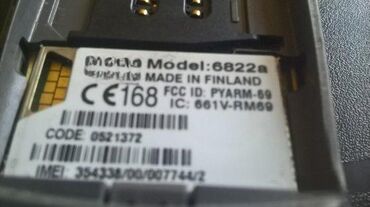 Model:6822a
MADE IN FINLAND
CE168 FCC ID: PYARM-69
IC: 661V-RM69
CODE: 0521372
IMEI: 354338/00/007744/2